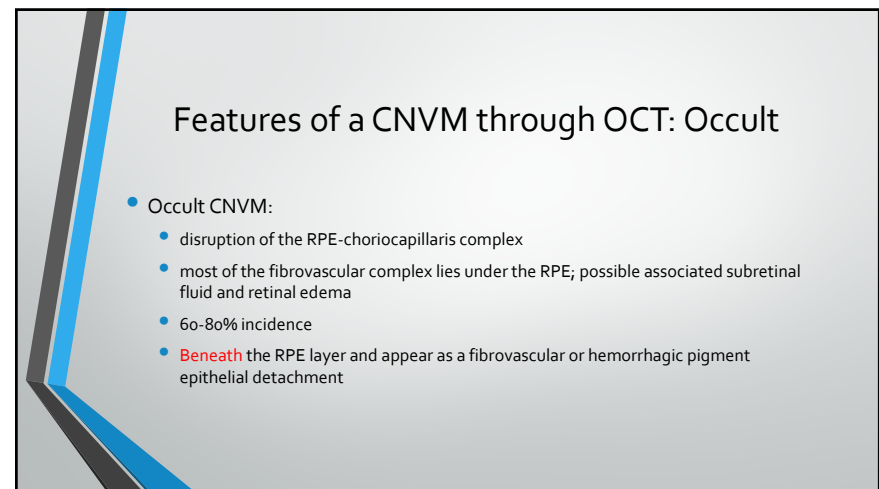 Features of a CNVM through OCT: Occult
• Occult CNVM:
• disruption of the RPE-choriocapillaris complex
• most of the fibrovascular complex lies under the RPE; possible associated subretinal
fluid and retinal edema
• 60-80% incidence
• Beneath the RPE layer and appear as a fibrovascular or hemorrhagic pigment
epithelial detachment